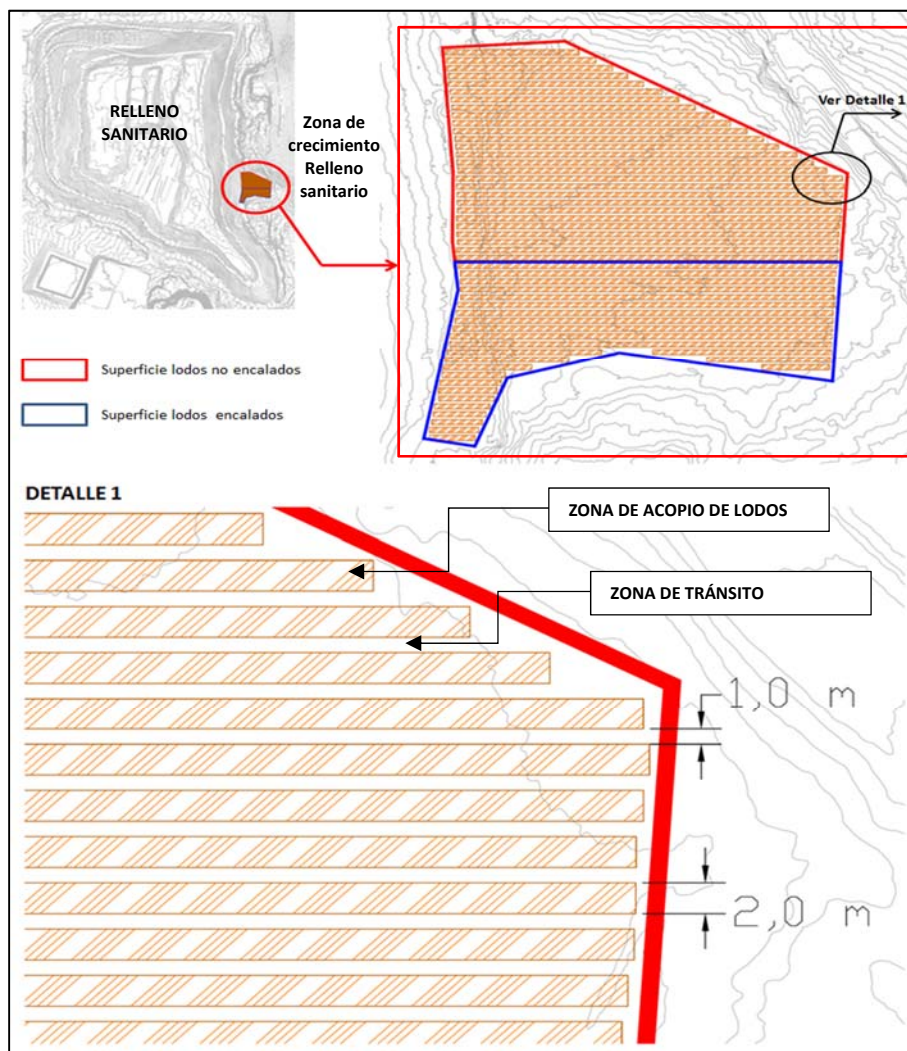 RELLENO
SANITARIO
Zona de
crecimiento
Relleno
sanitario
Ver Detalle 1
Superficie lodos no encalados
Superficie lodos encalados
DETALLE 1
ZONA DE ACOPIO DE LODOS
ZONA DE TRÁNSITO
1,0 m
2,0 m